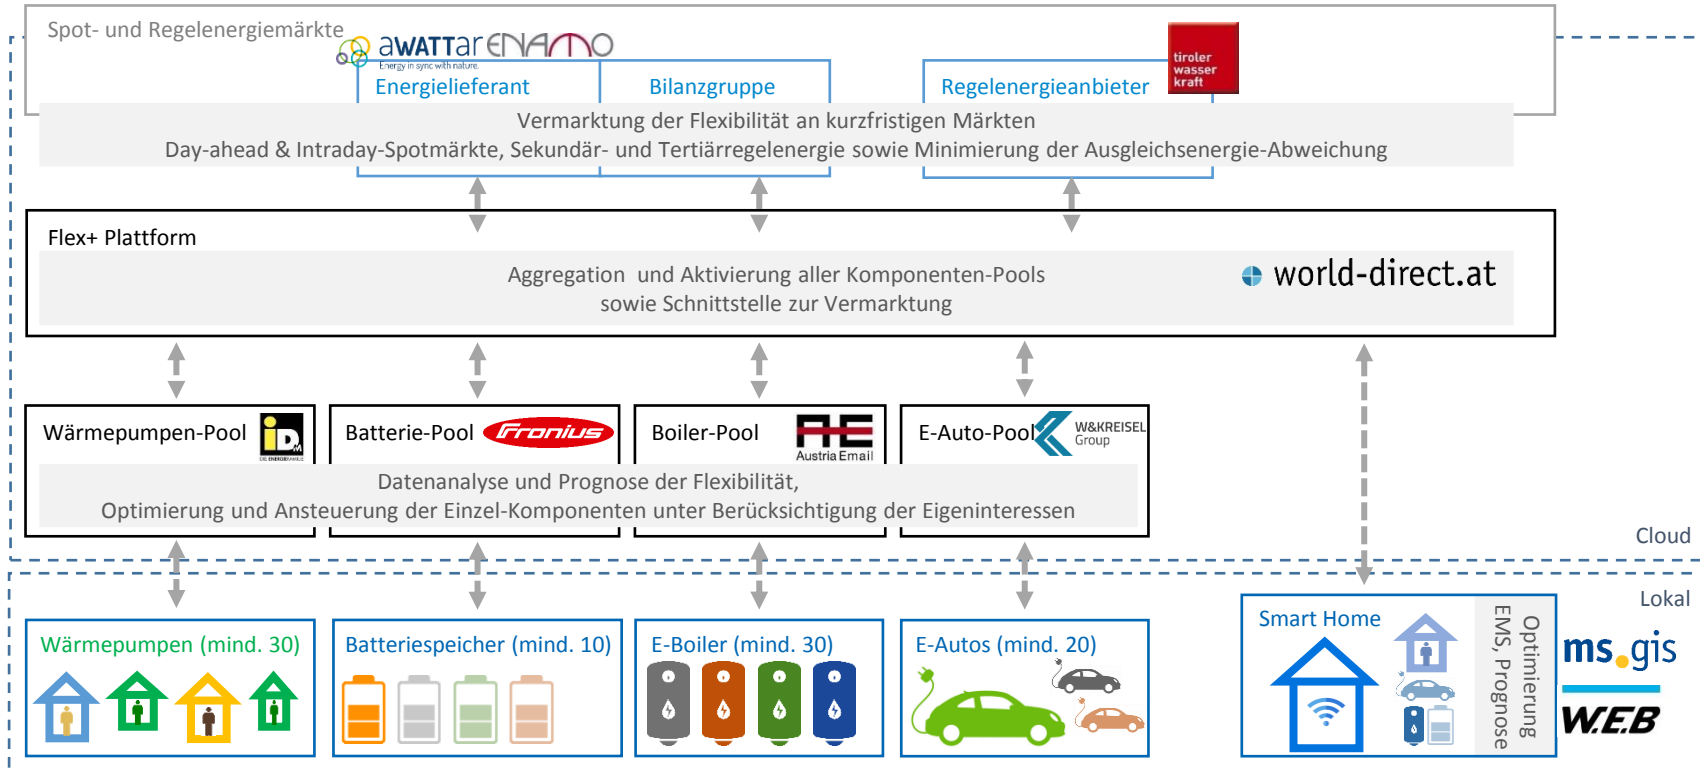 Spot- und Regelenergiemärkte
aWATTar
Energy in sync with nature.
ENAMO
tiroler
wasser
kraft
Energielieferant
Bilanzgruppe
Regelenergieanbieter
Vermarktung der Flexibilität an kurzfristigen Märkten
Day-ahead & Intraday-Spotmärkte, Sekundär- und Tertiärregelenergie sowie Minimierung der Ausgleichsenergie-Abweichung
Flex+ Plattform
Aggregation und Aktivierung aller Komponenten-Pools
sowie Schnittstelle zur Vermarktung
world-direct.at
Wärmepumpen-Pool
iDM
DIE ENERGIEFAMILIE
Batterie-Pool
Fronius
Boiler-Pool
AE
Austria Email
E-Auto-Pool
W&KREISEL
Group
Datenanalyse und Prognose der Flexibilität,
Optimierung und Ansteuerung der Einzel-Komponenten unter Berücksichtigung der Eigeninteressen
Cloud
Lokal
Wärmepumpen (mind. 30)
Batteriespeicher (mind. 10)
E-Boiler (mind. 30)
E-Autos (mind. 20)
Smart Home
Optimierung
EMS, Prognose
ms.gis
W.E.B